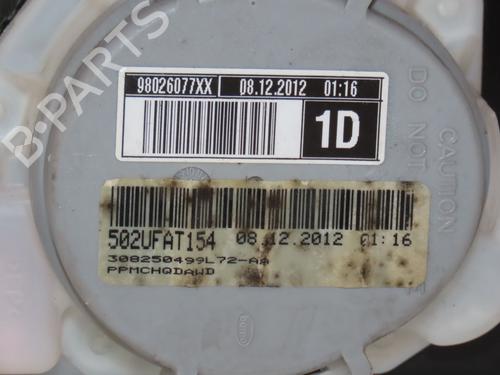 B-PARTS
98026077XX 08.12.2012 01:16
1D
502UFAT154 08.12.2012 01:16
308250499L72-AA
PPMCHQDAWD
CAUTION
DO NOT